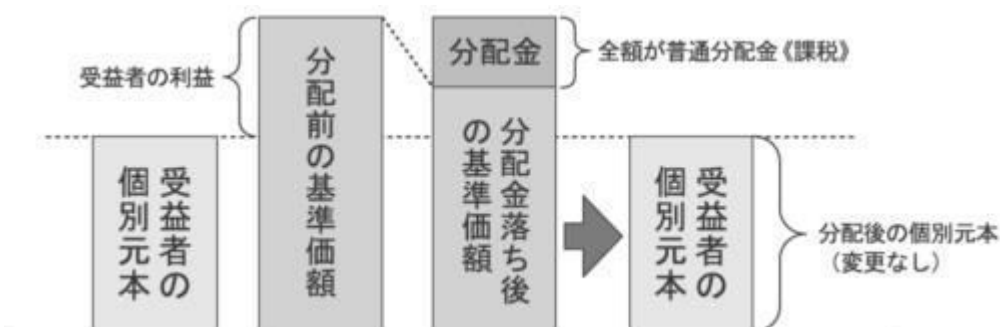 受益者の利益
受益者の
個別元本
分配前の基準価額
分配金
全額が普通分配金《課税》
分配金落ち後
の基準価額
受益者の
個別元本
分配後の個別元本
（変更なし）